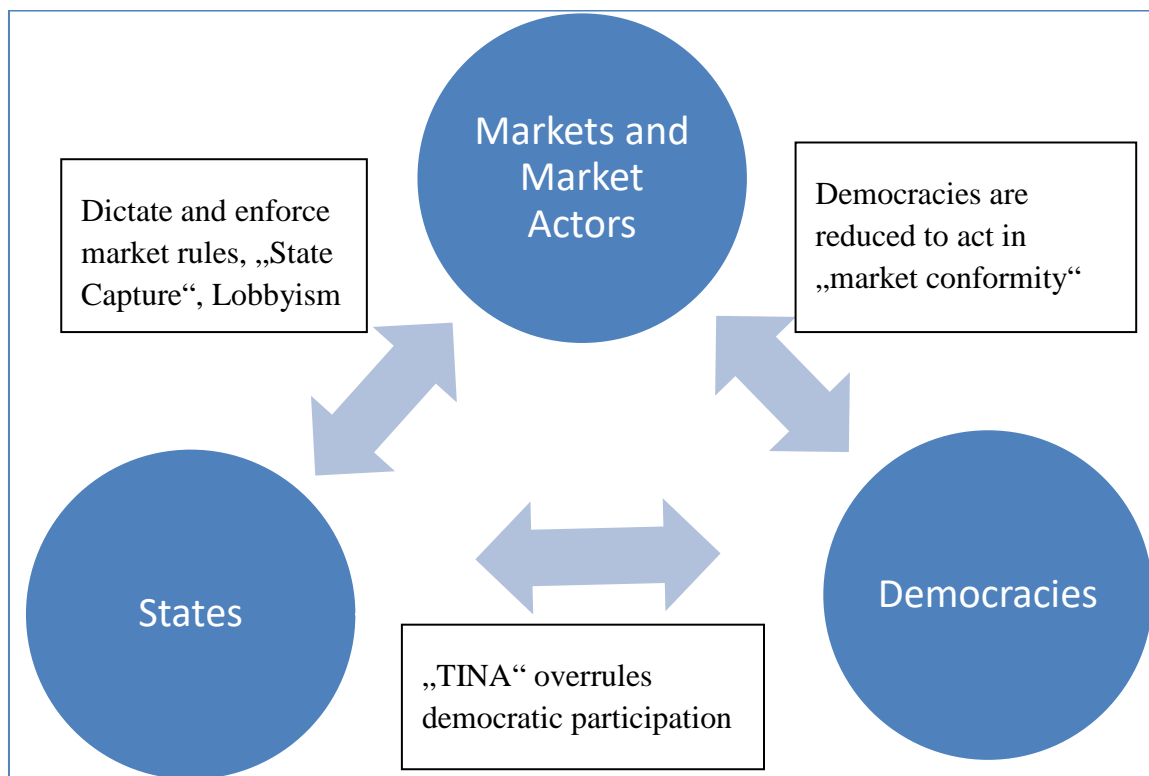 Markets and
Market
Actors
Dictate and enforce
market rules, „State
Capture“, Lobbyism
Democracies are
reduced to act in
„market conformity“
States
Democracies
„TINA“ overrules
democratic participation